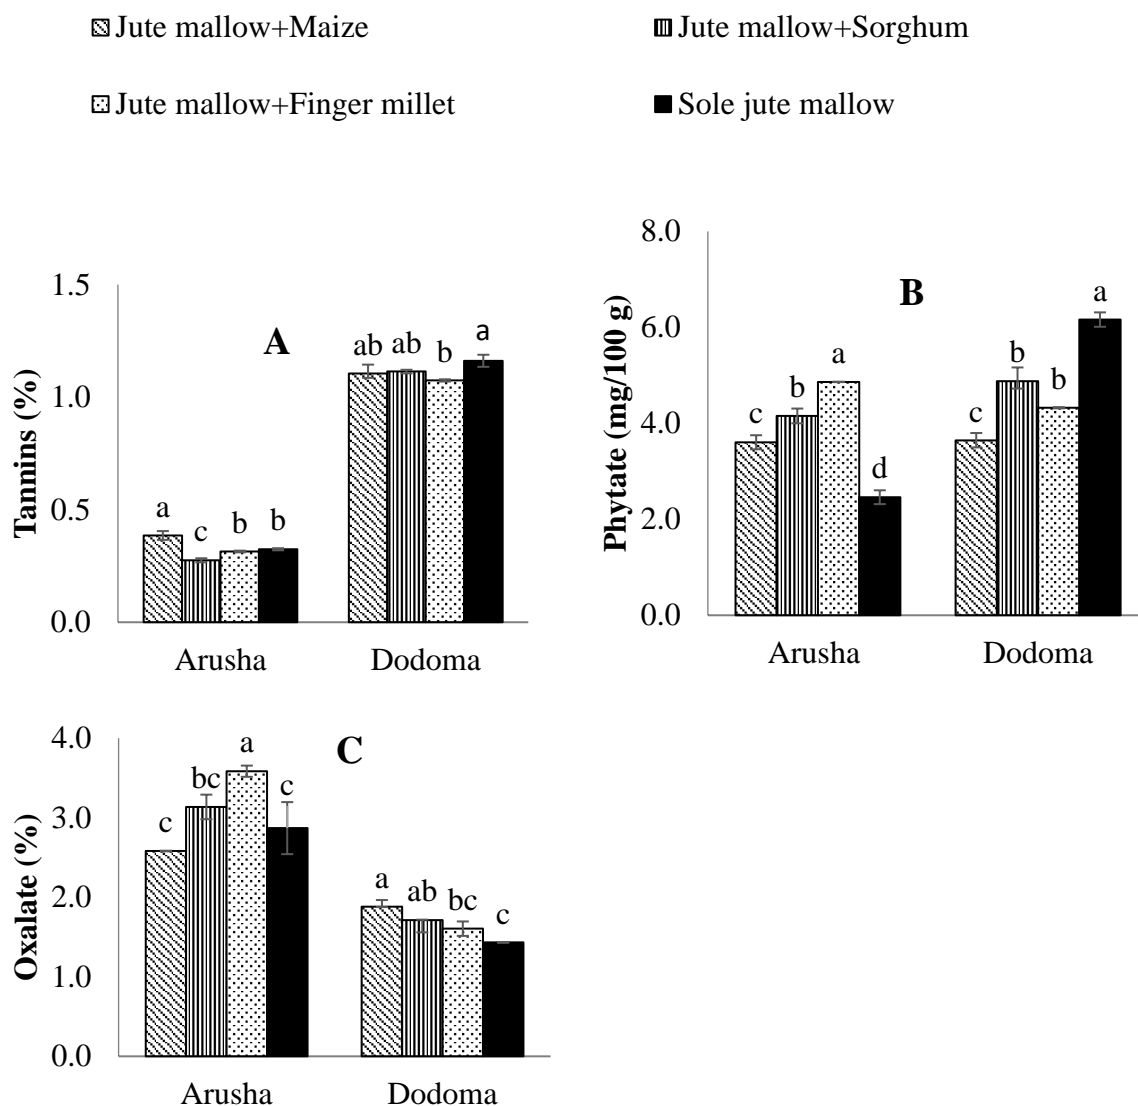 Jute mallow+Maize
Jute mallow+Sorghum
Jute mallow+Finger millet
Sole jute mallow
A
Tannins (%)
1.5
1.0
0.5
0.0
a
c
b
b
ab
ab
b
a
Arusha
Dodoma
B
Phytate (mg/100 g)
8.0
6.0
4.0
2.0
0.0
c
b
a
d
c
b
b
a
Arusha
Dodoma
C
Oxalate (%)
4.0
3.0
2.0
1.0
0.0
c
bc
a
c
a
ab
bc
c
Arusha
Dodoma